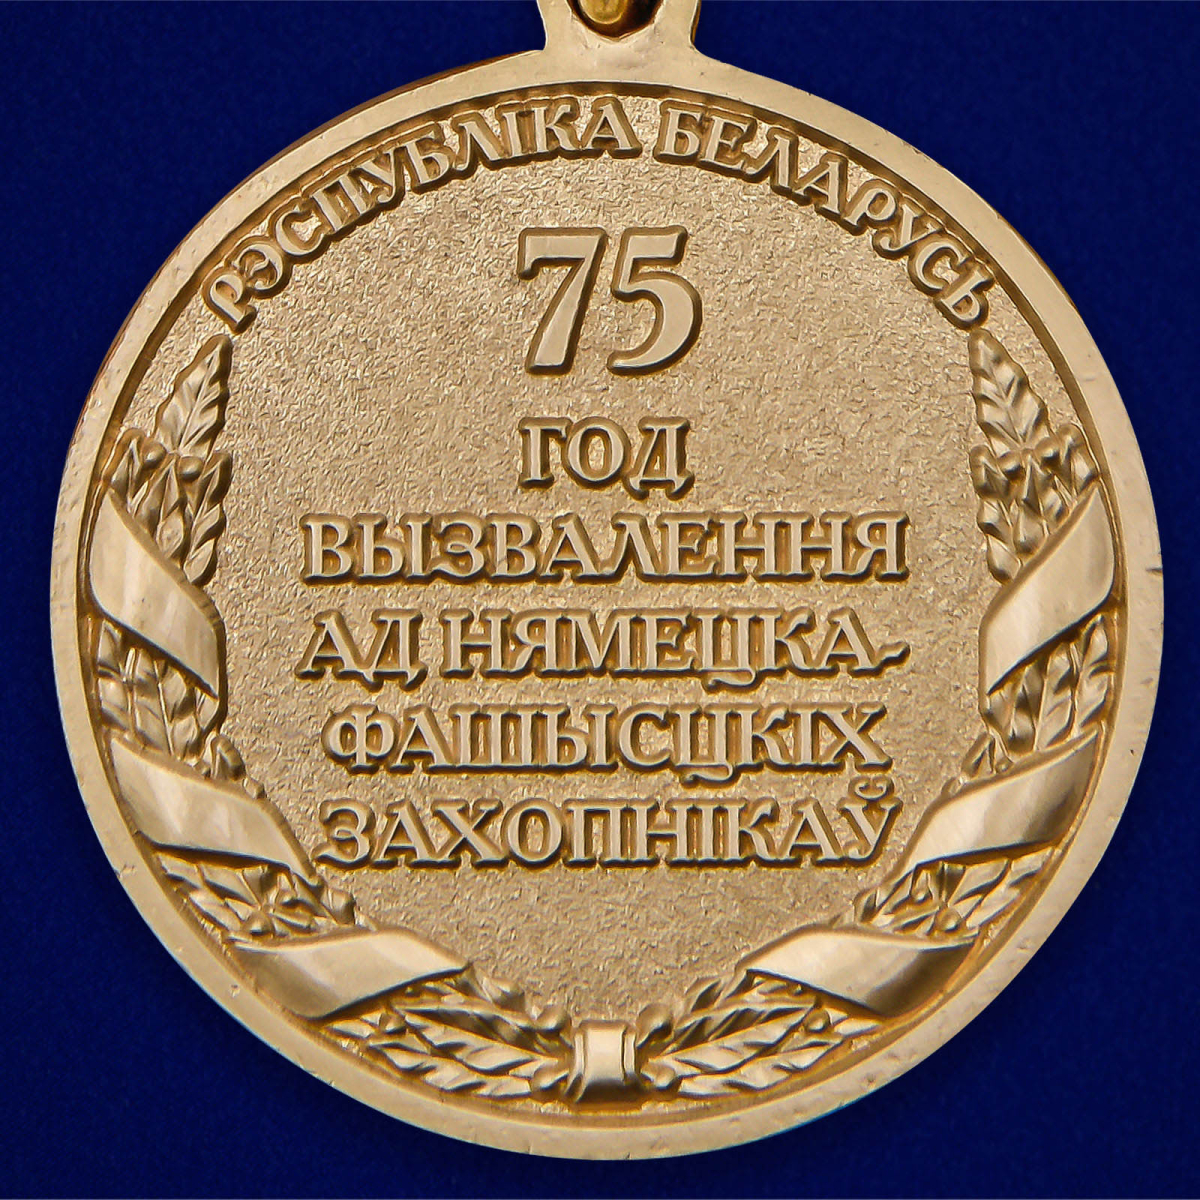 РЭСПУБЛІКА БЕЛАРУСЬ
75
ГОД
ВЫЗВАЛЕННЯ
АД НЯМЕЦКА-
ФАШЫСЦКІХ
ЗАХОПНІКАЎ